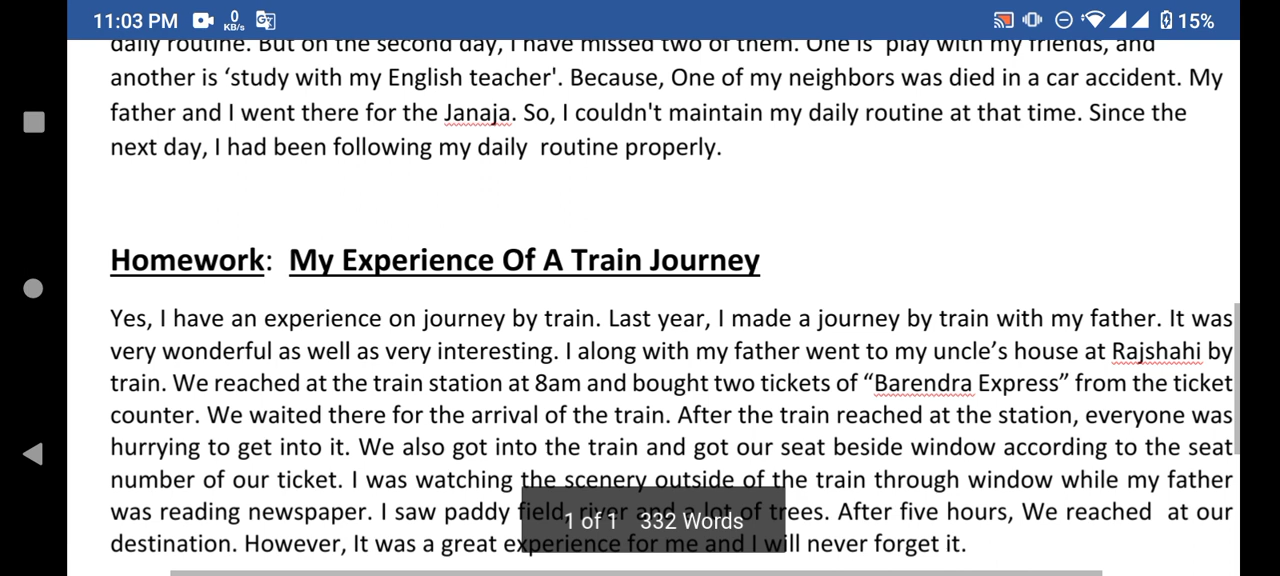 11:03 PM 0 KB/s 15%
daily routine. But on the second day, I have missed two of them. One is 'play with my friends, and
another is ‘study with my English teacher'. Because, One of my neighbors was died in a car accident. My
father and I went there for the Janaja. So, I couldn't maintain my daily routine at that time. Since the
next day, I had been following my daily  routine properly.
Homework:  My Experience Of A Train Journey
Yes, I have an experience on journey by train. Last year, I made a journey by train with my father. It was
very wonderful as well as very interesting. I along with my father went to my uncle’s house at Rajshahi by
train. We reached at the train station at 8am and bought two tickets of “Barendra Express” from the ticket
counter. We waited there for the arrival of the train. After the train reached at the station, everyone was
hurrying to get into it. We also got into the train and got our seat beside window according to the seat
number of our ticket. I was watching the scenery outside of the train through window while my father
was reading newspaper. I saw paddy field, river and a lot of trees. After five hours, We reached  at our
1 of 1 332 Words
destination. However, It was a great experience for me and I will never forget it.